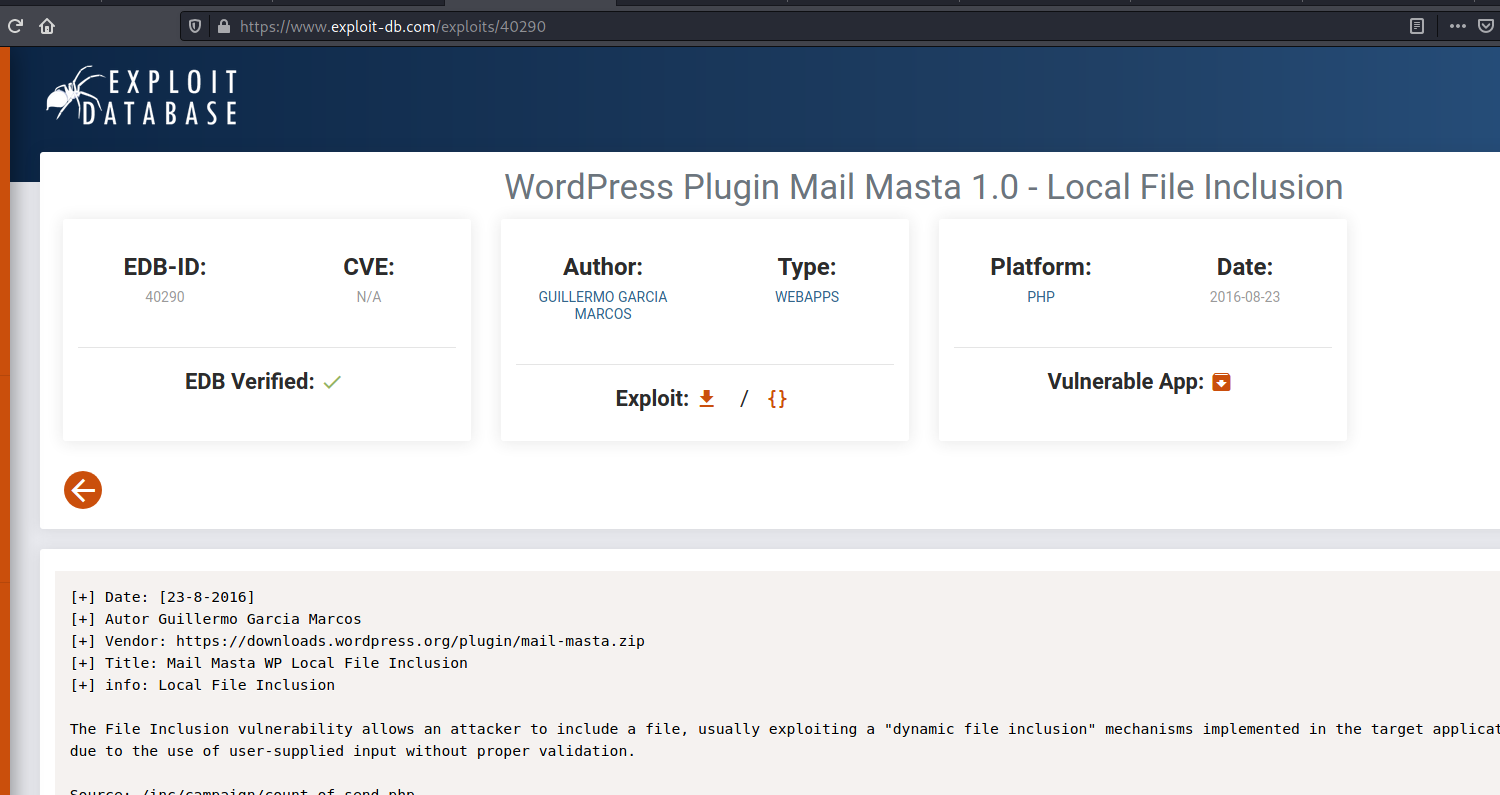 https://www.exploit-db.com/exploits/40290
EXPLOIT
DATABASE
WordPress Plugin Mail Masta 1.0 - Local File Inclusion
EDB-ID:
40290
CVE:
N/A
EDB Verified:
Author:
GUILLERMO GARCIA
MARCOS
Type:
WEBAPPS
Exploit: / {}
Platform:
PHP
Date:
2016-08-23
Vulnerable App:
[+] Date: [23-8-2016]
[+] Autor Guillermo Garcia Marcos
[+] Vendor: https://downloads.wordpress.org/plugin/mail-masta.zip
[+] Title: Mail Masta WP Local File Inclusion
[+] info: Local File Inclusion
The File Inclusion vulnerability allows an attacker to include a file, usually exploiting a "dynamic file inclusion" mechanisms implemented in the target applicat
due to the use of user-supplied input without proper validation.
Source: /inc/campaign/count_of_send.php